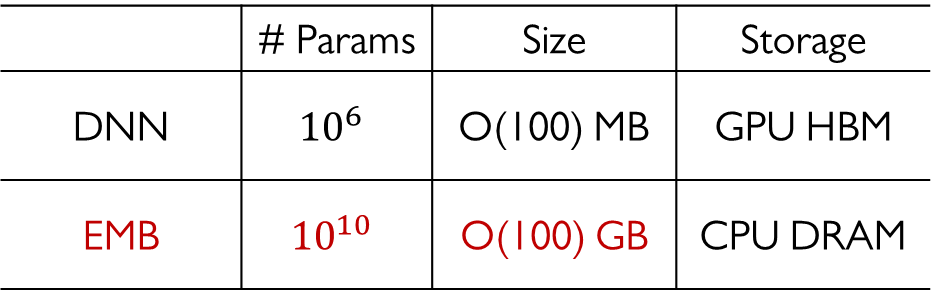 # Params Size Storage
DNN 10⁶ O(100) MB GPU HBM
EMB 10¹⁰ O(100) GB CPU DRAM